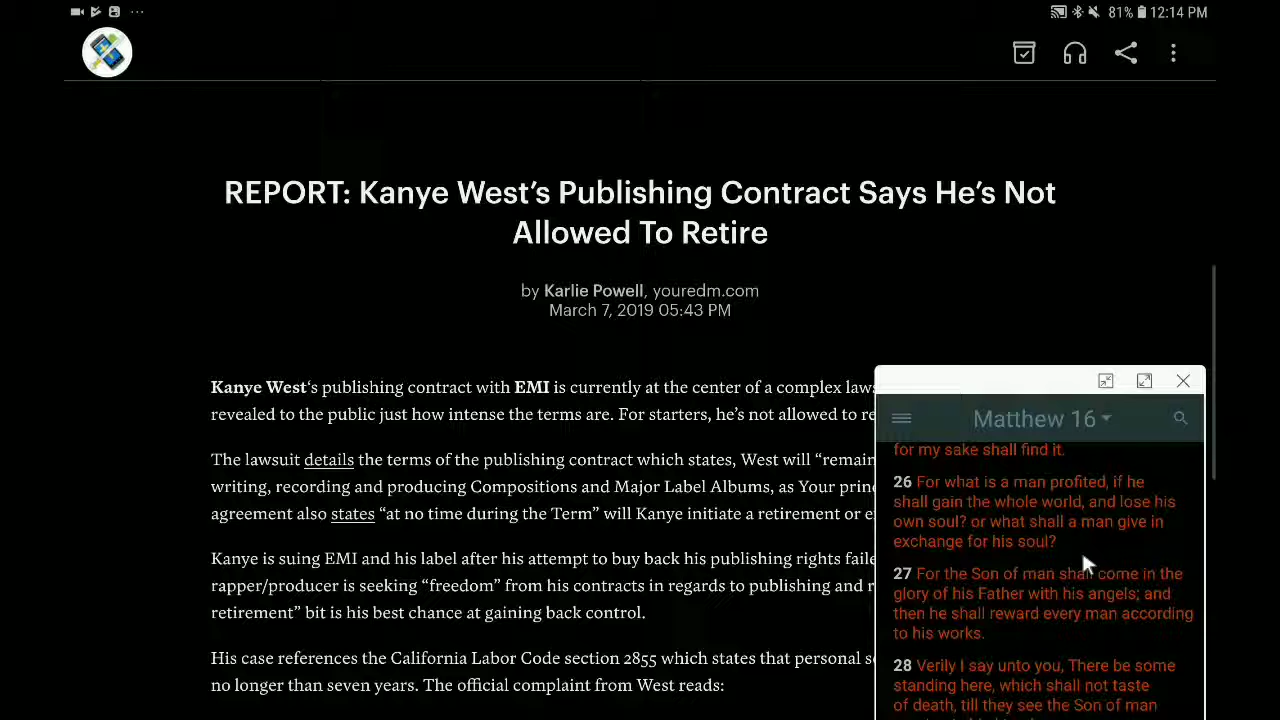 81% 12:14 PM
REPORT: Kanye West’s Publishing Contract Says He’s Not
Allowed To Retire
by Karlie Powell, youredm.com
March 7, 2019 05:43 PM
Kanye West‘s publishing contract with EMI is currently at the center of a complex
revealed to the public just how intense the terms are. For starters, he’s not allowed to
The lawsuit details the terms of the publishing contract which states, West will “remain
writing, recording and producing Compositions and Major Label Albums, as Your
agreement also states “at no time during the Term” will Kanye initiate a retirement or
Kanye is suing EMI and his label after his attempt to buy back his publishing rights
rapper/producer is seeking “freedom” from his contracts in regards to publishing and
retirement” bit is his best chance at gaining back control.
His case references the California Labor Code section 2855 which states that personal
no longer than seven years. The official complaint from West reads:
Matthew 16
for my sake shall find it.
26 For what is a man profited, if he
shall gain the whole world, and lose his
own soul? or what shall a man give in
exchange for his soul?
27 For the Son of man shall come in the
glory of his Father with his angels; and
then he shall reward every man according
to his works.
28 Verily I say unto you, There be some
standing here, which shall not taste
of death, till they see the Son of man